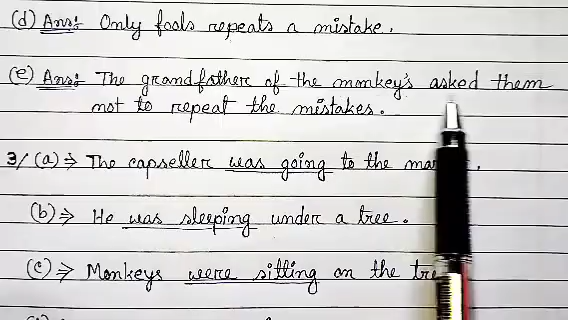 (d) Ans: Only fools repeats a mistake.
(e) Ans: The grandfather of the monkey's asked them
not to repeat the mistakes.
3/ (a) ⇒ The capseller was going to the
(b) ⇒ He was sleeping under a tree.
(c) ⇒ Monkeys were sitting on the